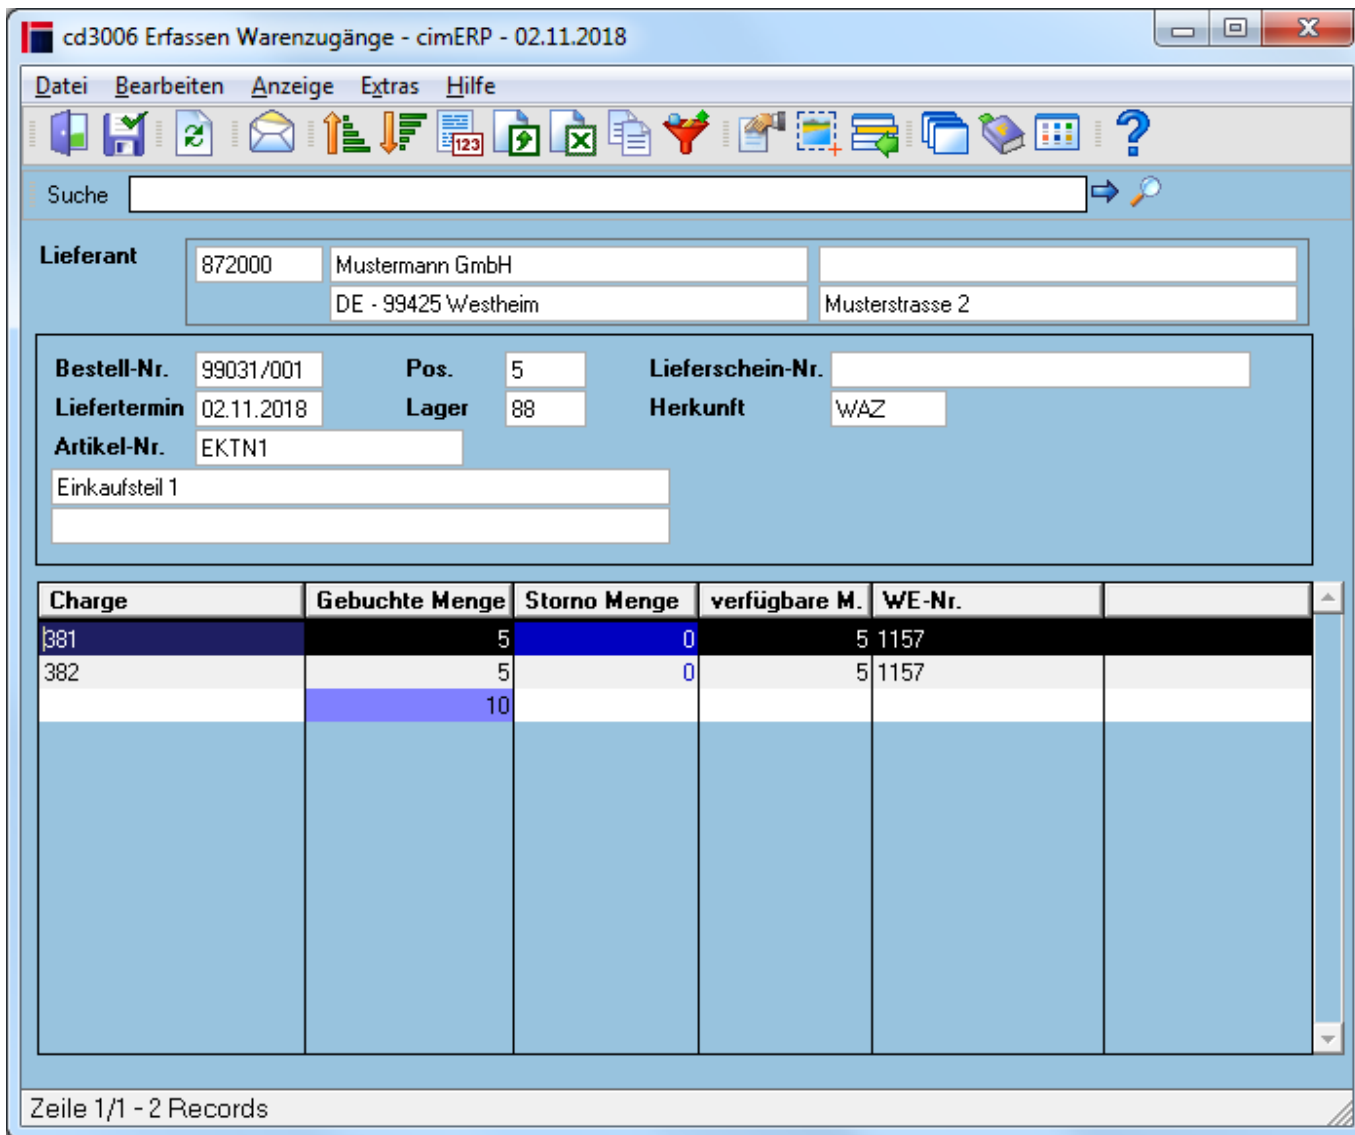 cd3006 Erfassen Warenzugänge - cimERP - 02.11.2018
Datei Bearbeiten Anzeige Extras Hilfe
123
Suche
Lieferant 872000 Mustermann GmbH
DE - 99425 Westheim Musterstrasse 2
Bestell-Nr. 99031/001 Pos. 5 Lieferschein-Nr.
Liefertermin 02.11.2018 Lager 88 Herkunft WAZ
Artikel-Nr. EKTN1
Einkaufsteil 1
Charge Gebuchte Menge Storno Menge verfügbare M. WE-Nr.
381 5 0 5 1157
382 5 0 5 1157
10
Zeile 1/1 - 2 Records